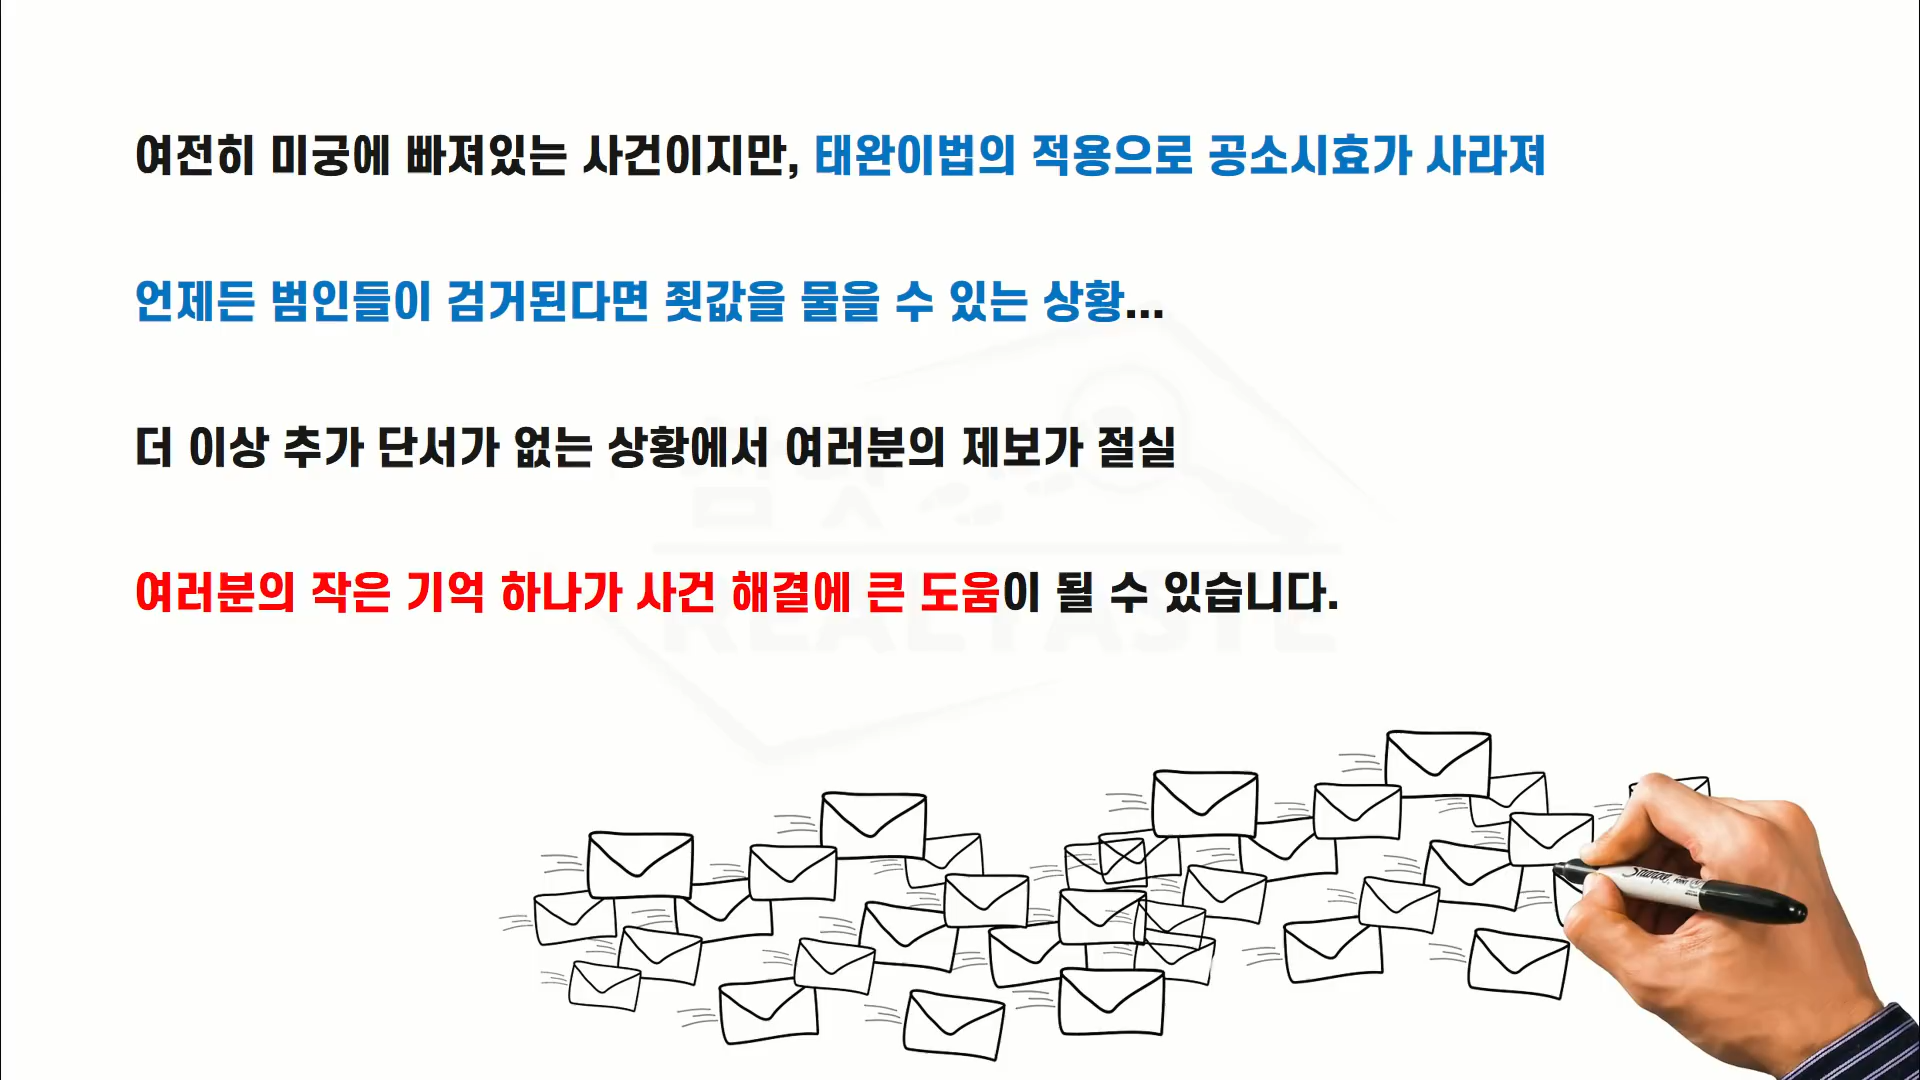 여전히 미궁에 빠져있는 사건이지만, 태완이법의 적용으로 공소시효가 사라져
언제든 범인들이 검거된다면 죗값을 물을 수 있는 상황...
더 이상 추가 단서가 없는 상황에서 여러분의 제보가 절실
여러분의 작은 기억 하나가 사건 해결에 큰 도움이 될 수 있습니다.
REALTASTE
Sharpie